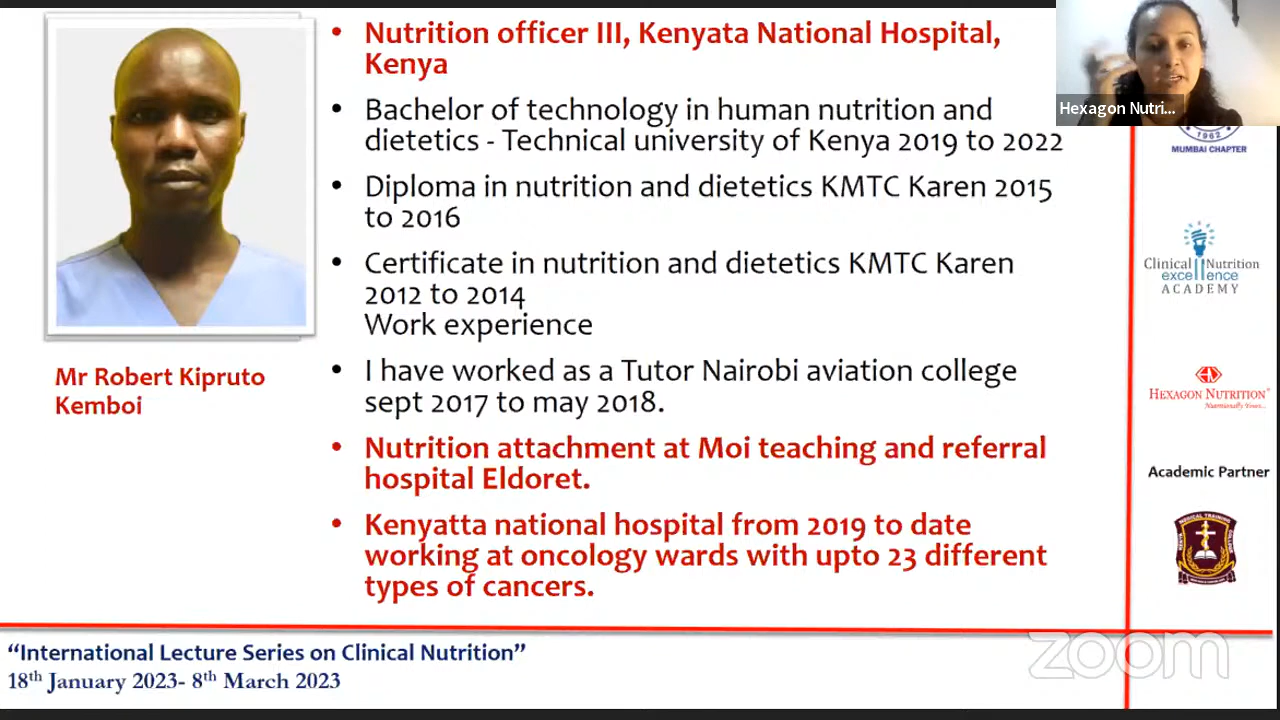 Nutrition officer III, Kenyata National Hospital,
Kenya
Bachelor of technology in human nutrition and
dietetics - Technical university of Kenya 2019 to 2022
Diploma in nutrition and dietetics KMTC Karen 2015
to 2016
Certificate in nutrition and dietetics KMTC Karen
2012 to 2014
Work experience
I have worked as a Tutor Nairobi aviation college
sept 2017 to may 2018.
Nutrition attachment at Moi teaching and referral
hospital Eldoret.
Kenyatta national hospital from 2019 to date
working at oncology wards with upto 23 different
types of cancers.
Mr Robert Kipruto
Kemboi
Hexagon Nutri...
1962
MUMBAI CHAPTER
Clinical Nutrition
excellence
ACADEMY
HEXAGON NUTRITION
Nutritionally Yours...
Academic Partner
"International Lecture Series on Clinical Nutrition"
18th January 2023- 8th March 2023
zoom